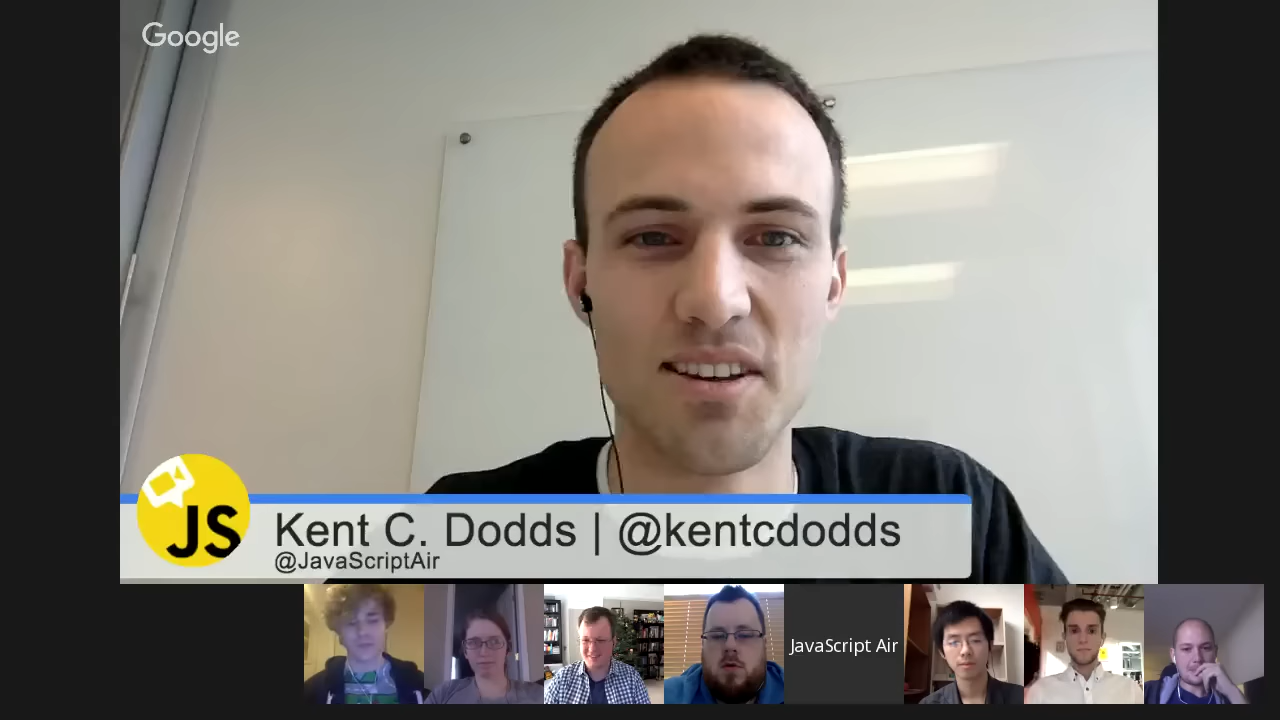 Google
JS
Kent C. Dodds | @kentcdodds
@JavaScriptAir
JavaScript Air